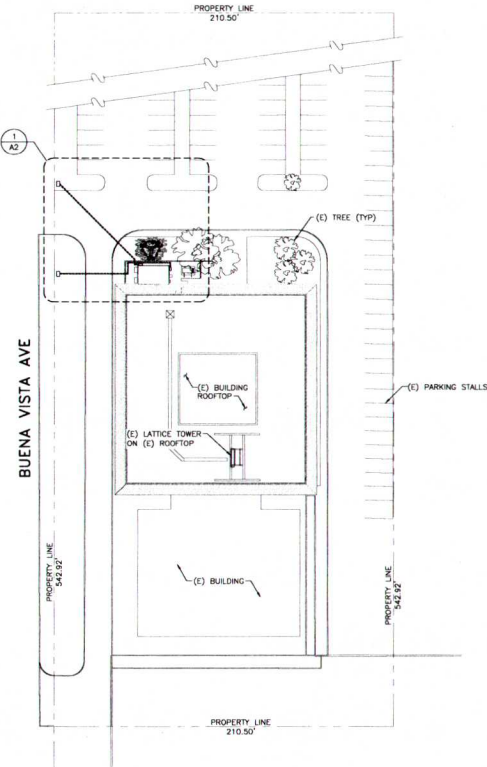 PROPERTY LINE
210.50'
1
A2
(E) TREE (TYP)
BUENA VISTA AVE
(E) BUILDING
ROOFTOP
(E) PARKING STALLS
(E) LATTICE TOWER
ON (E) ROOFTOP
PROPERTY LINE
542.92'
(E) BUILDING
PROPERTY LINE
542.92'
PROPERTY LINE
210.50'